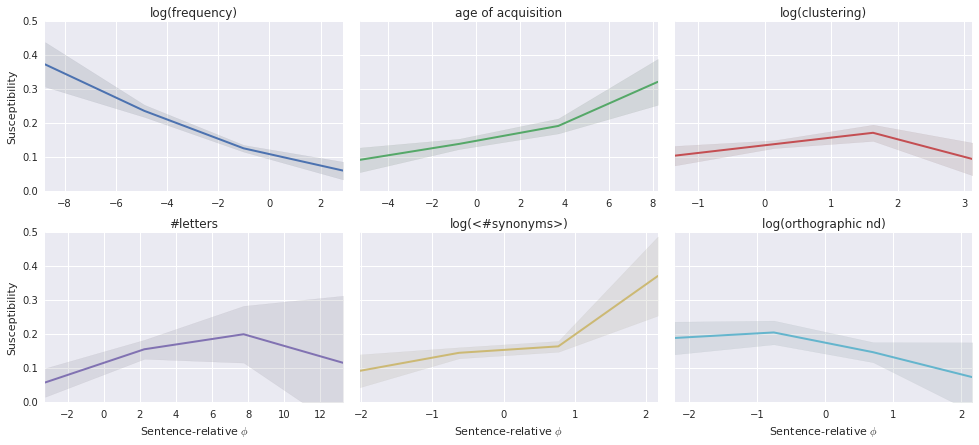 log(frequency) age of acquisition log(clustering)
0.5
0.4
0.3
0.2
0.1
0.0
Susceptibility
−8 −6 −4 −2 0 2
−4 −2 0 2 4 6 8
−1 0 1 2 3
#letters log(<#synonyms>) log(orthographic nd)
0.5
0.4
0.3
0.2
0.1
0.0
Susceptibility
−2 0 2 4 6 8 10 12
−2 −1 0 1 2
−2 −1 0 1 2
Sentence-relative ϕ Sentence-relative ϕ Sentence-relative ϕ